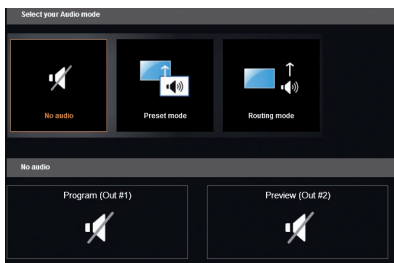 Select your Audio mode
No audio
Preset mode
Routing mode
No audio
Program (Out #1)
Preview (Out #2)